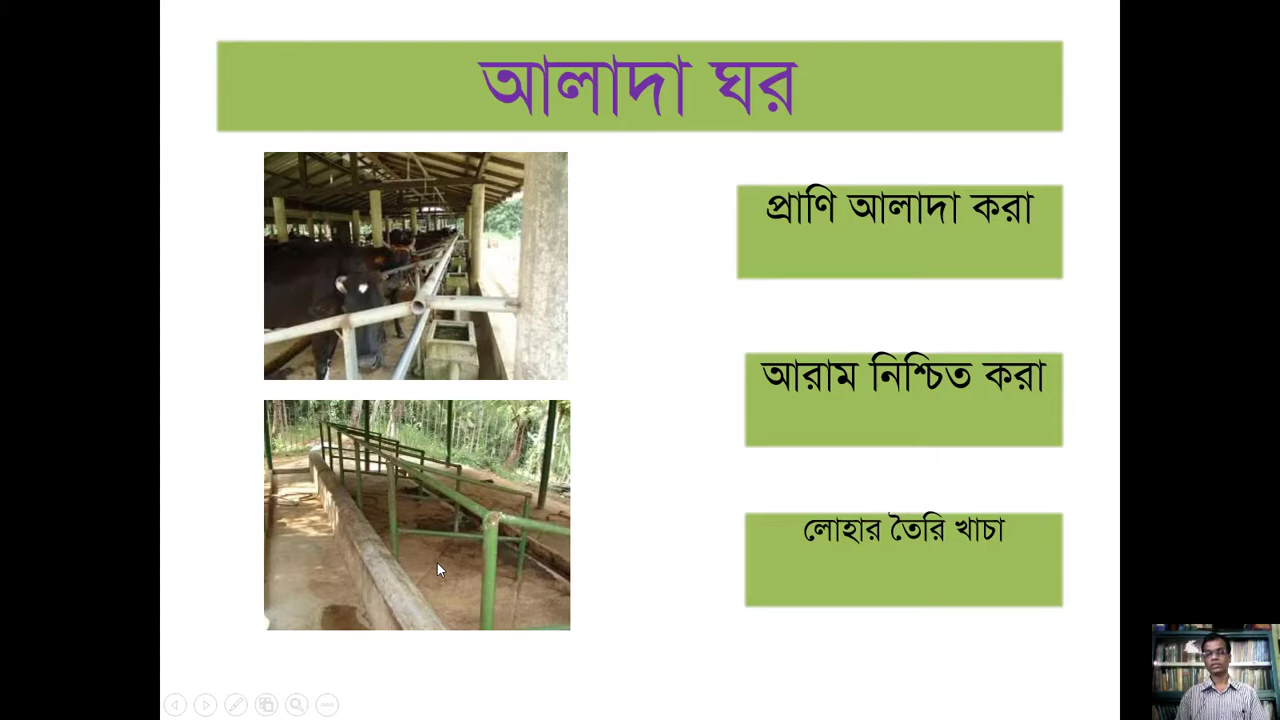 আলাদা ঘর
প্রাণি আলাদা করা
আরাম নিশ্চিত করা
লোহার তৈরি খাচা